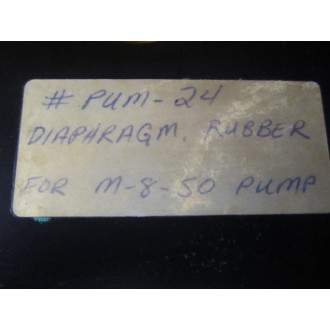 # PUM-24
DIAPHRAGM, RUBBER
FOR M-8-50 PUMP